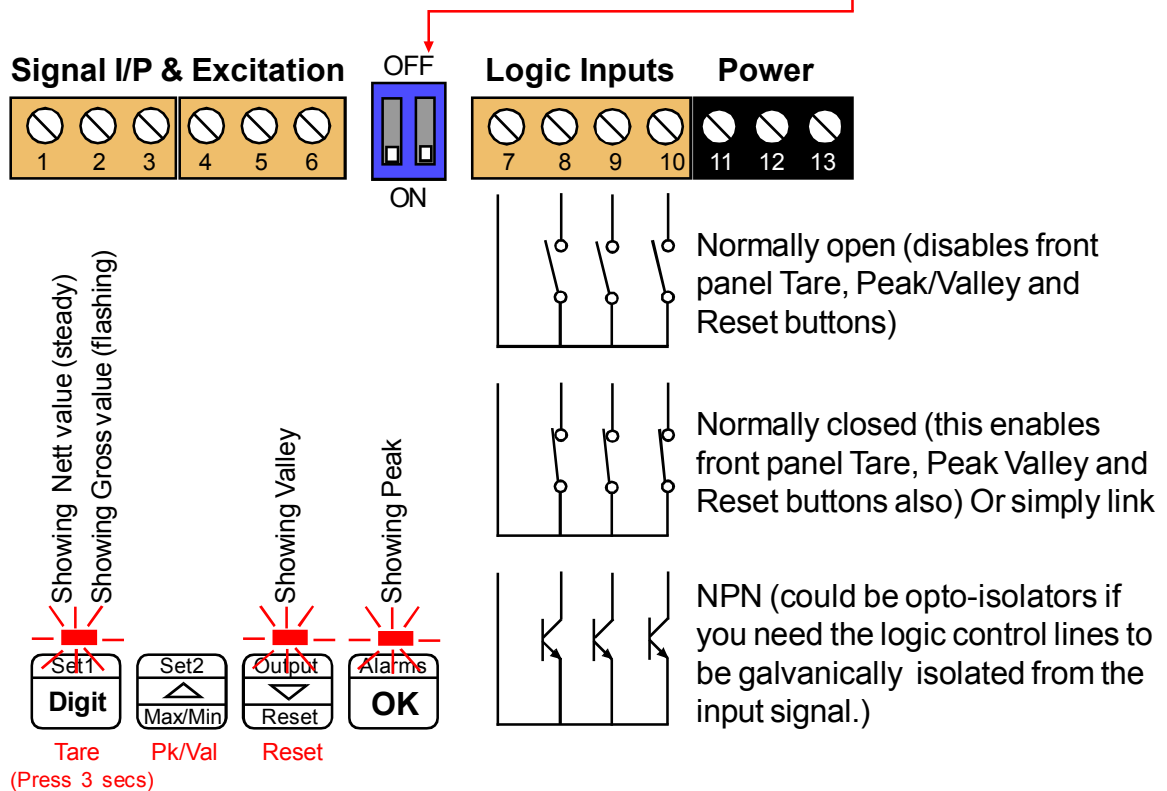 OFF
Signal I/P & Excitation
Logic Inputs
Power
1 2 3 4 5 6
7 8 9 10 11 12 13
ON
Normally open (disables front
panel Tare, Peak/Valley and
Reset buttons)
Normally closed (this enables
front panel Tare, Peak Valley and
Reset buttons also) Or simply link
NPN (could be opto-isolators if
you need the logic control lines to
be galvanically isolated from the
input signal.)
Showing Nett value (steady)
Showing Gross value (flashing)
Showing Valley
Showing Peak
Set1
Digit
Set2
Max/Min
Output
Reset
Alarms
OK
Tare
(Press 3 secs)
Pk/Val
Reset